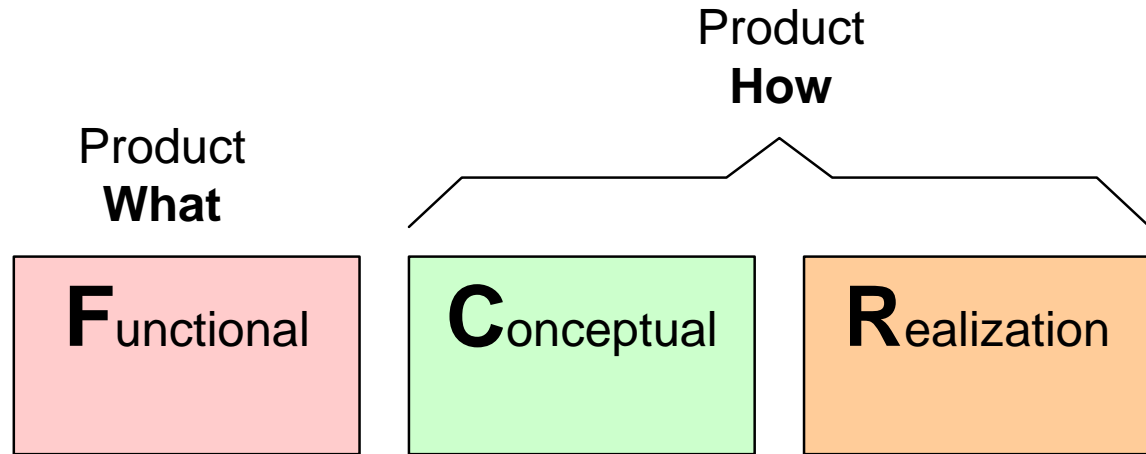 Product
How
Product
What
Functional
Conceptual
Realization